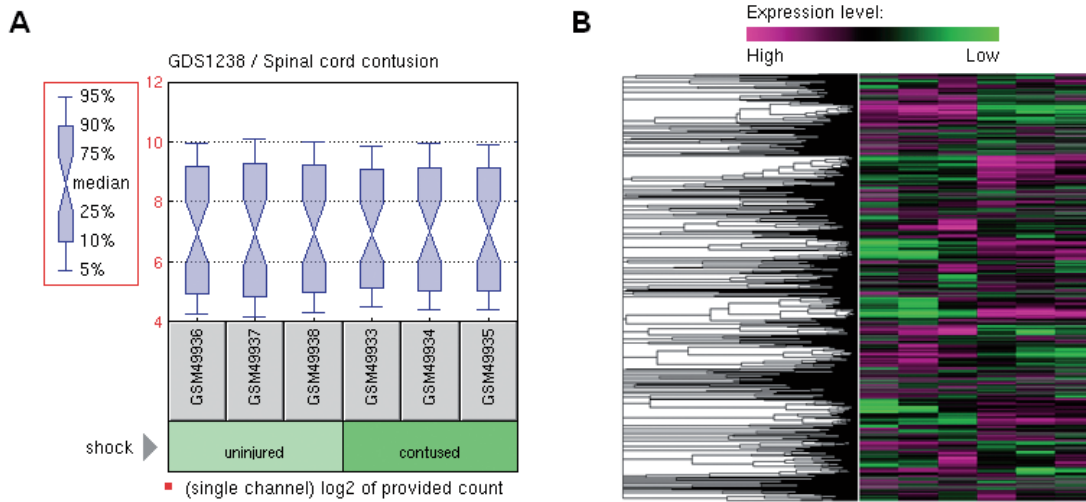 A
GDS1238 / Spinal cord contusion
95%
90%
75%
median
25%
10%
5%
12
10
8
6
4
GSM49936
GSM49937
GSM49938
GSM49933
GSM49934
GSM49935
shock
uninjured
contused
(single channel) log2 of provided count
B
Expression level:
High
Low